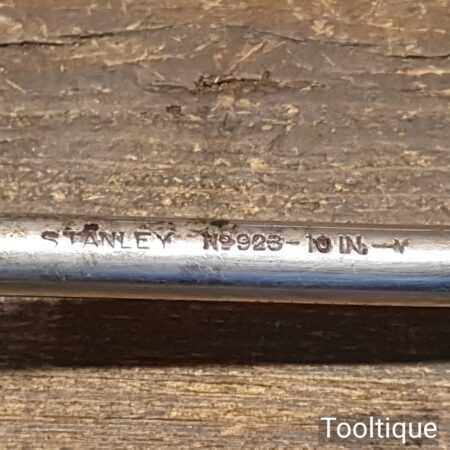 STANLEY No 923-10 IN.
Tooltique